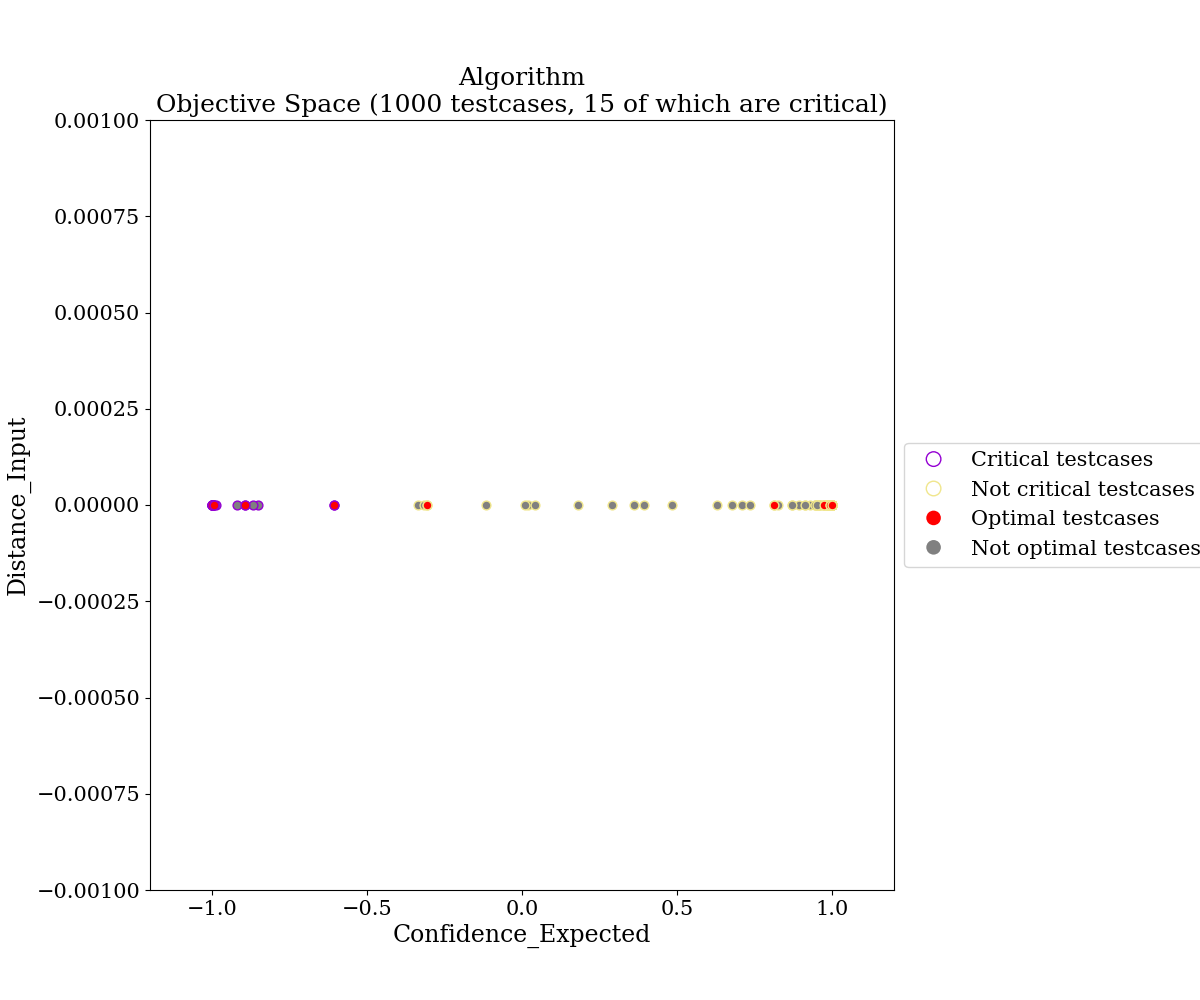 Algorithm
Objective Space (1000 testcases, 15 of which are critical)
0.00100
0.00075
0.00050
0.00025
0.00000
−0.00025
−0.00050
−0.00075
−0.00100
Distance_Input
−1.0
−0.5
0.0
0.5
1.0
Confidence_Expected
Critical testcases
Not critical testcases
Optimal testcases
Not optimal testcases